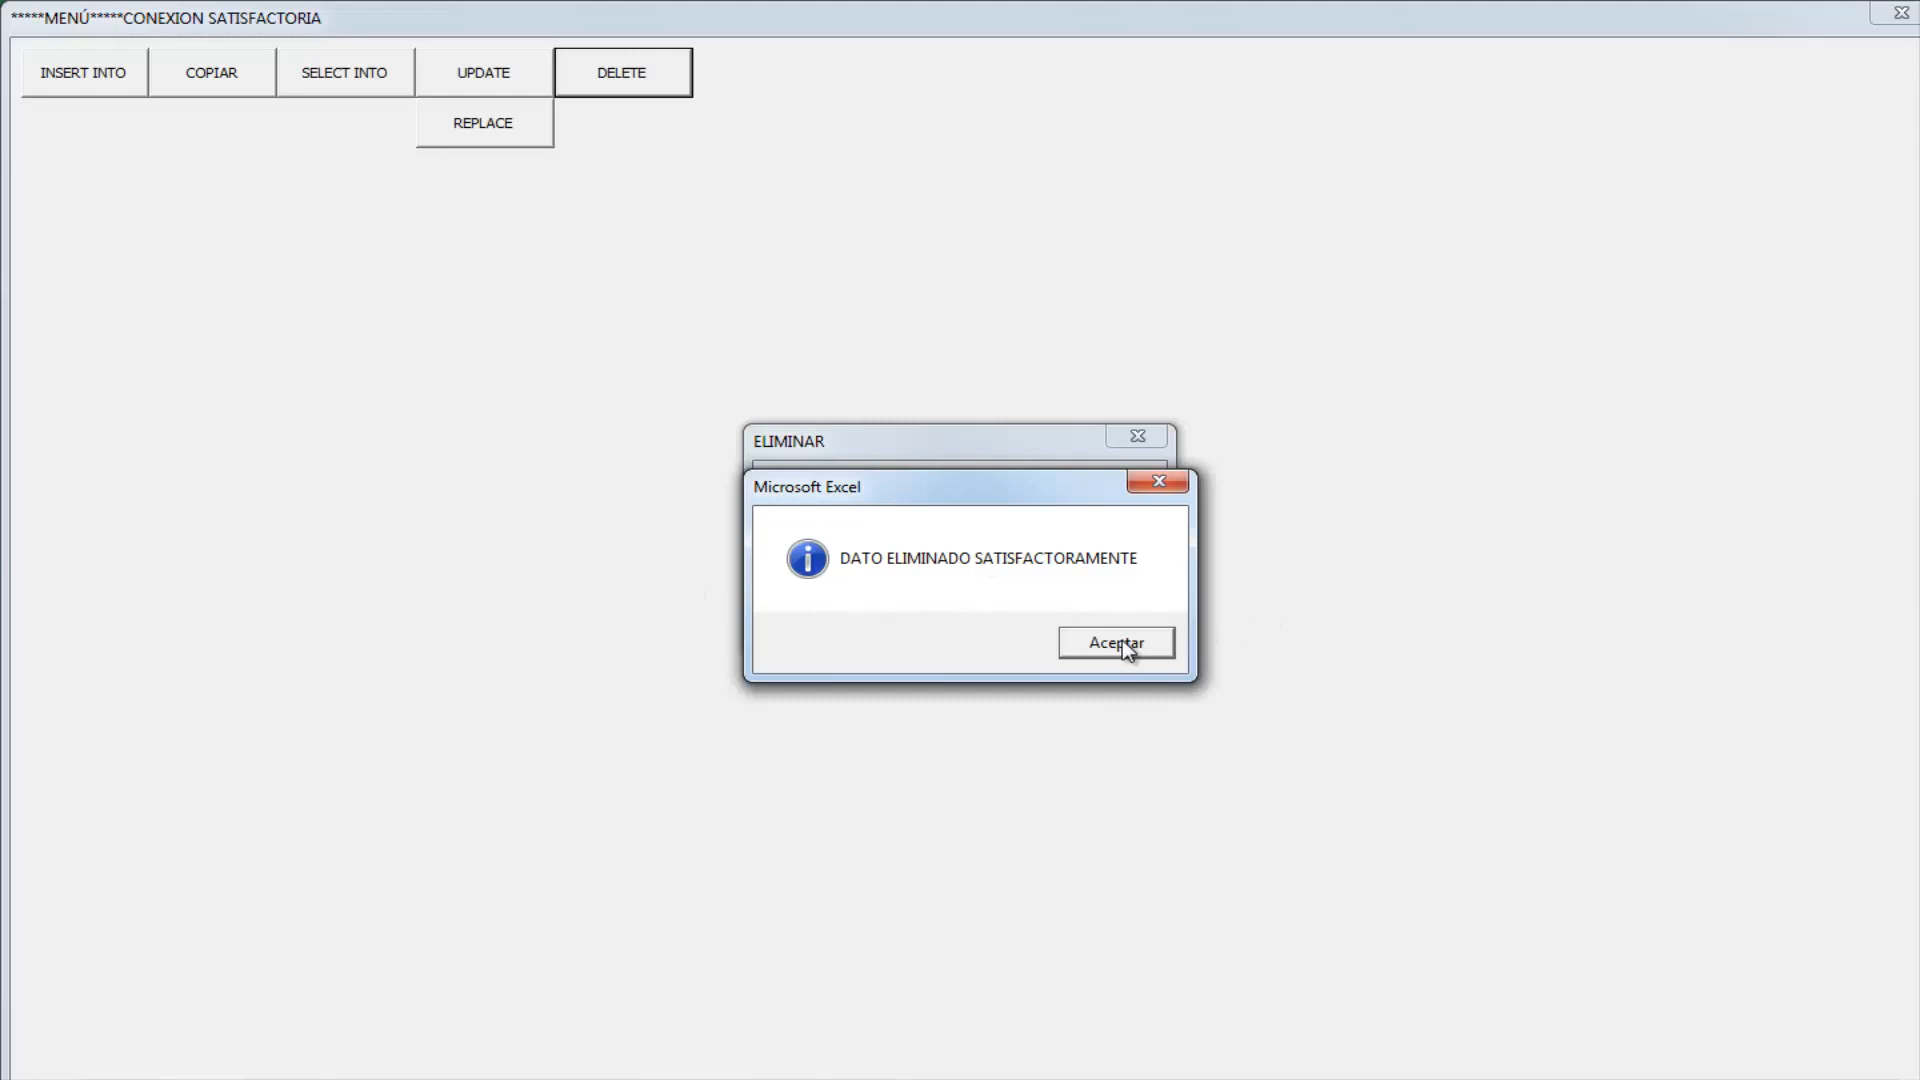 *****MENÚ*****CONEXION SATISFACTORIA
INSERT INTO
COPIAR
SELECT INTO
UPDATE
DELETE
REPLACE
ELIMINAR
Microsoft Excel
DATO ELIMINADO SATISFACTORAMENTE
Aceptar